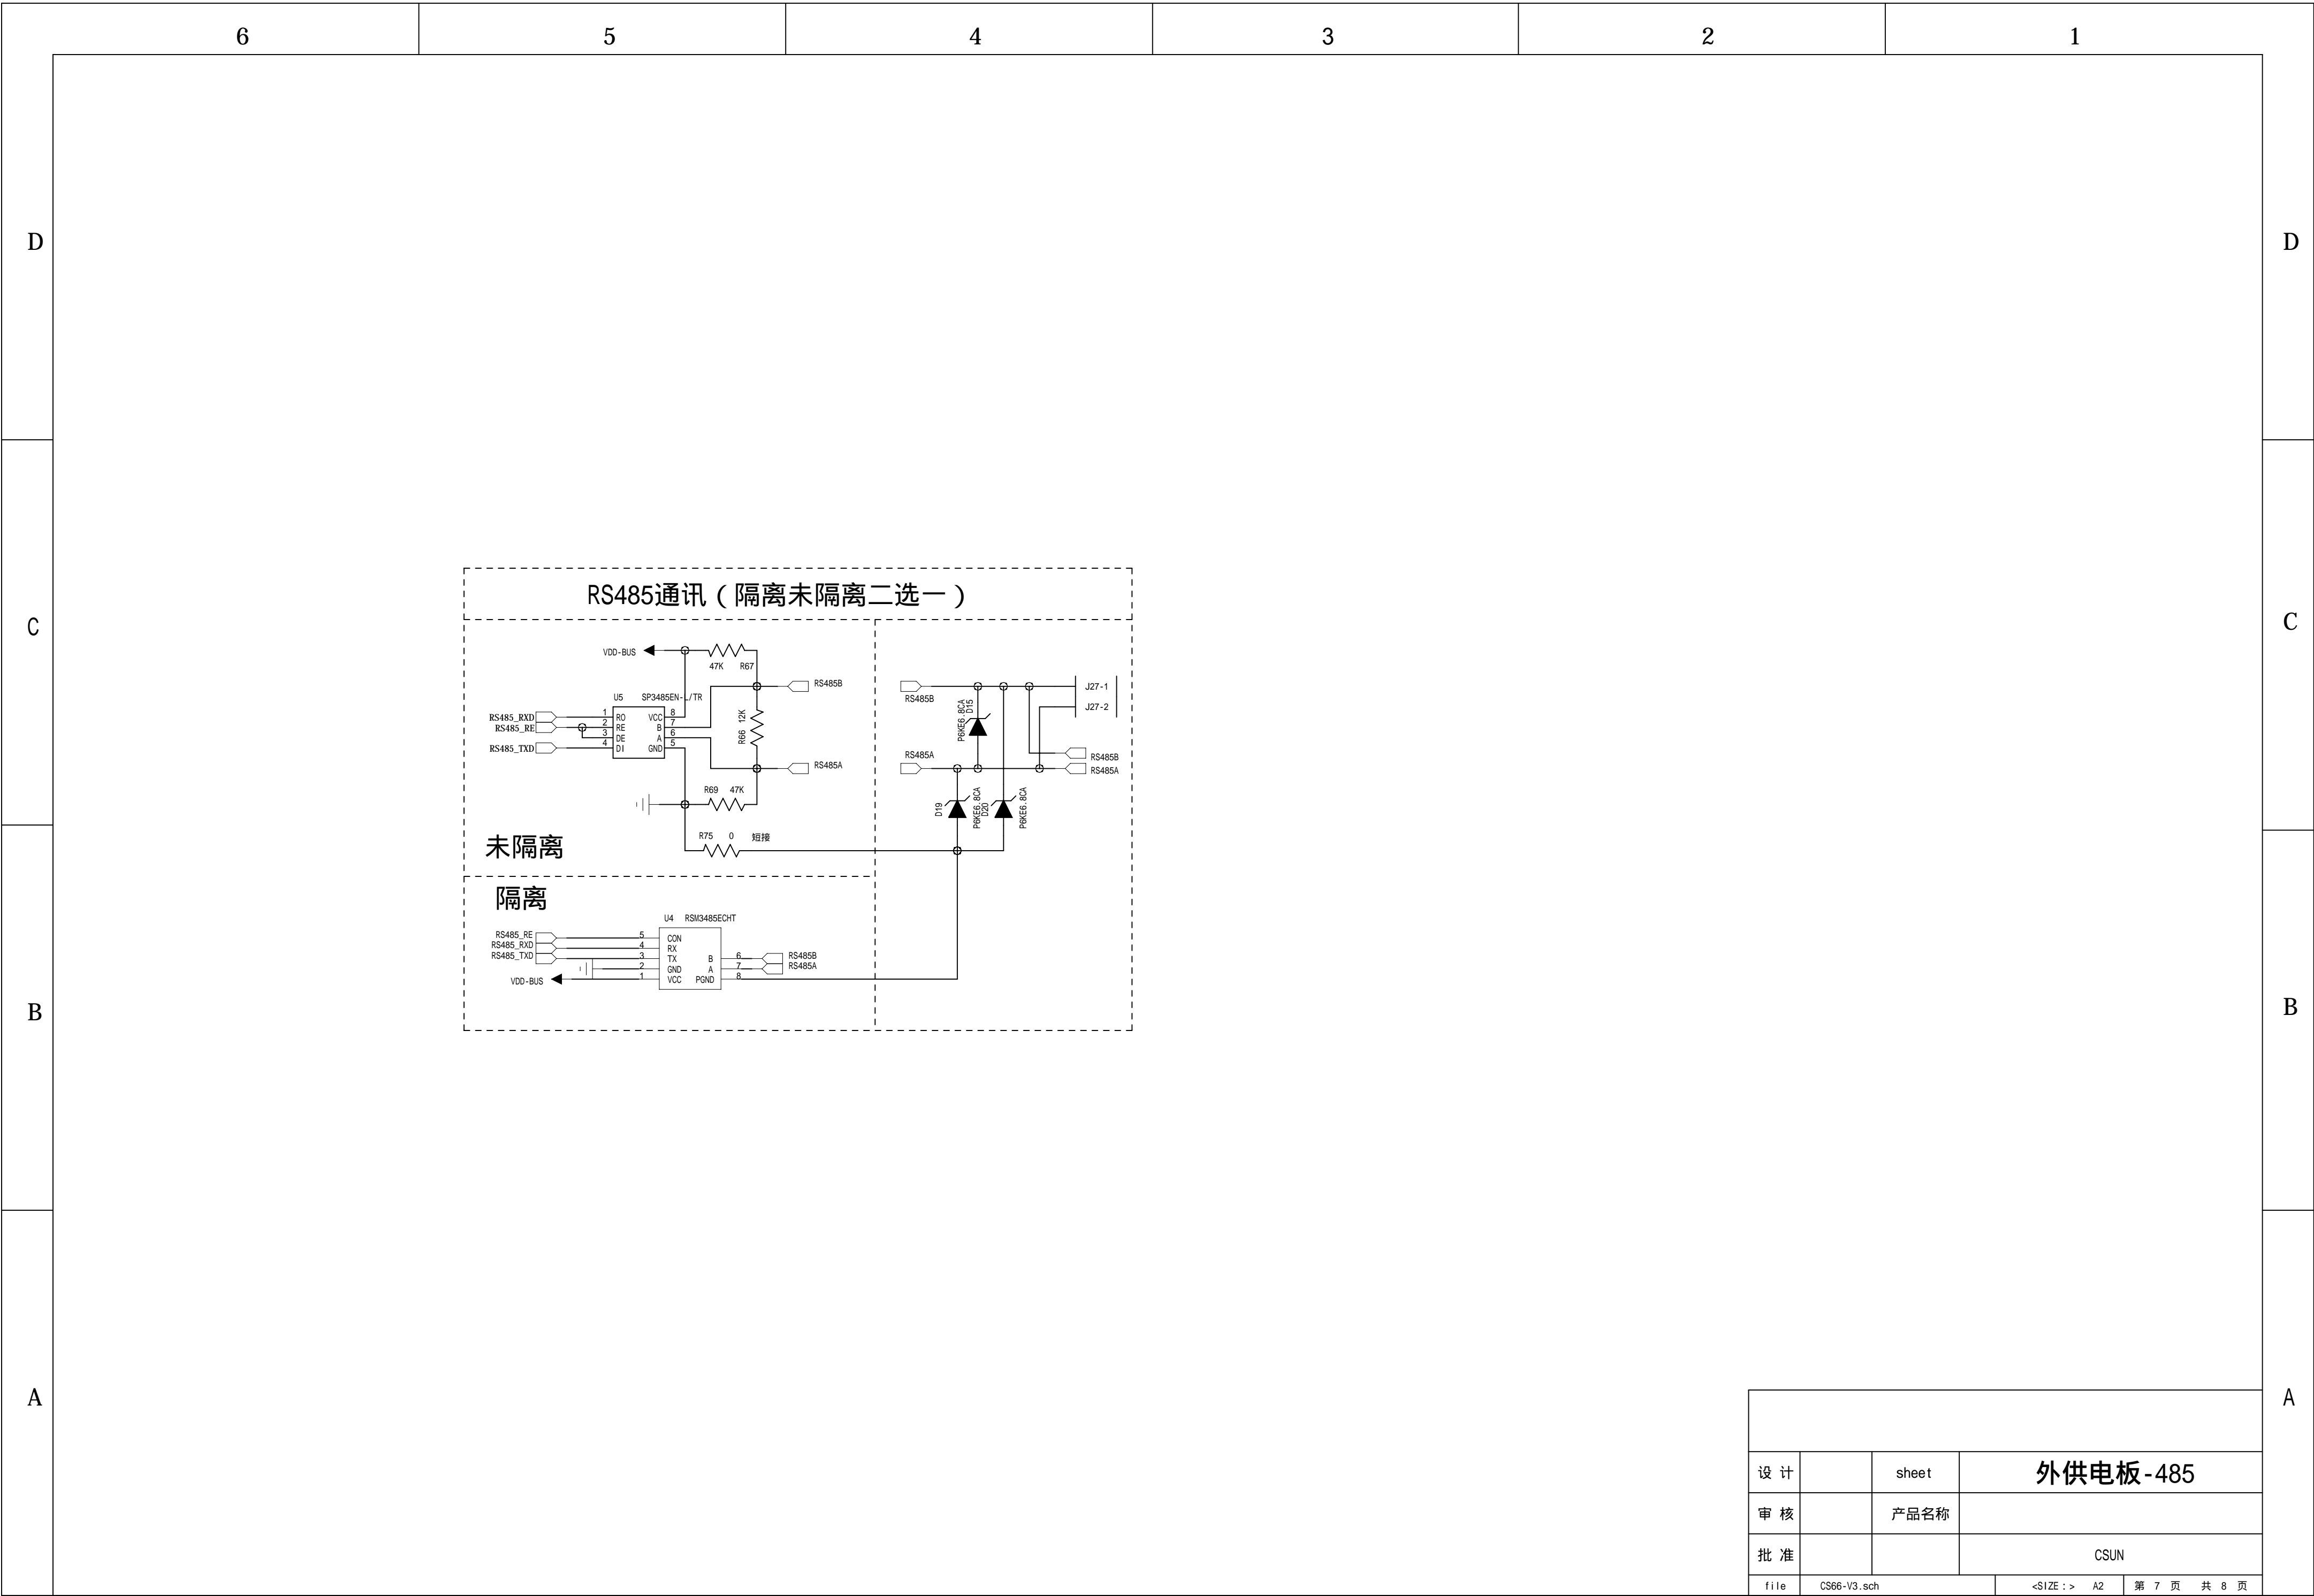 6 5 4 3 2 1
D D
C C
B B
A A
RS485通讯（隔离未隔离二选一）
VDD-BUS
47K R67
RS485B
U5 SP3485EN-L/TR
RS485_RXD 1 RO VCC 8
RS485_RE 2 RE B 7
3 DE A 6
RS485_TXD 4 DI GND 5
R66 12K
RS485A
R69 47K
R75 0 短接
未隔离
RS485B
P6KE6.8CA
D15
J27-1
J27-2
RS485A
RS485B
RS485A
D19
P6KE6.8CA
D20
P6KE6.8CA
隔离
U4 RSM3485ECHT
RS485_RE 5 CON
RS485_RXD 4 RX
RS485_TXD 3 TX B 6 RS485B
2 GND A 7 RS485A
VDD-BUS 1 VCC PGND 8
设 计 sheet 外供电板-485
审 核 产品名称
批 准 CSUN
file CS66-V3.sch <SIZE:> A2 第 7 页 共 8 页